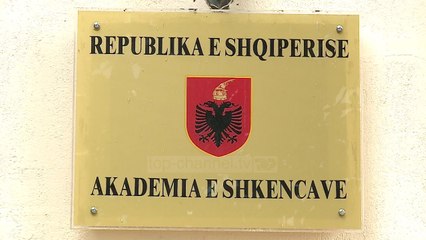 REPUBLIKA E SHQIPERISE
AKADEMIA E SHKENCAVE